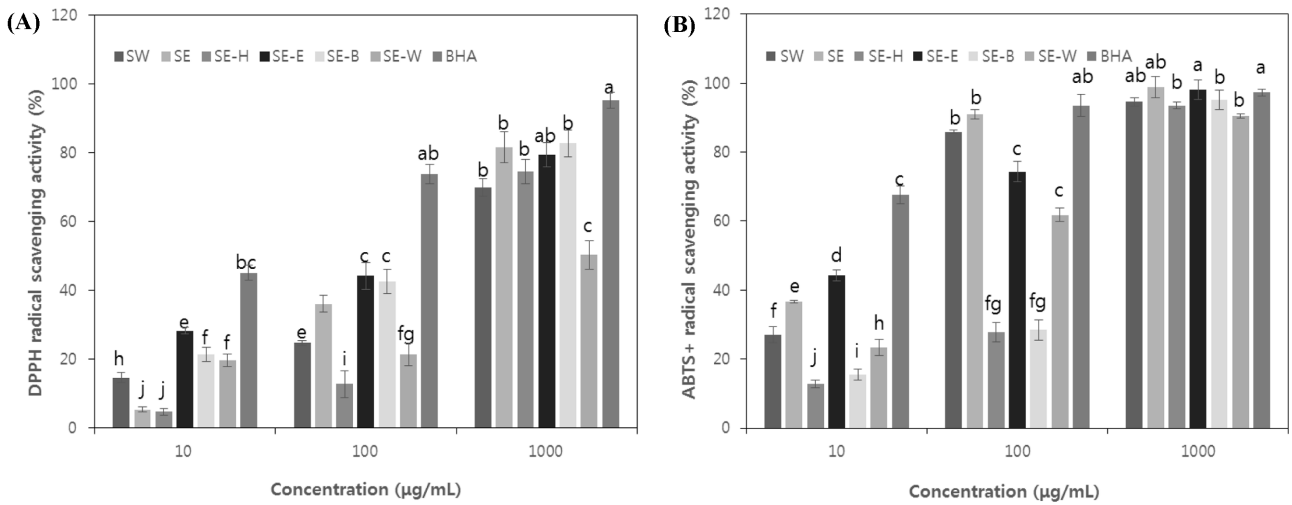 (A)
120
100
80
60
40
20
0
DPPH radical scavenging activity (%)
SW SE SE-H SE-E SE-B SE-W BHA
h j j e f f bc
e i c c fg ab
b b b ab b c a
10 100 1000
Concentration (μg/mL)
(B)
120
100
80
60
40
20
0
ABTS+ radical scavenging activity (%)
SW SE SE-H SE-E SE-B SE-W BHA
f e j d i h c
b b fg c fg c ab
ab ab b a b b a
10 100 1000
Concentration (μg/mL)